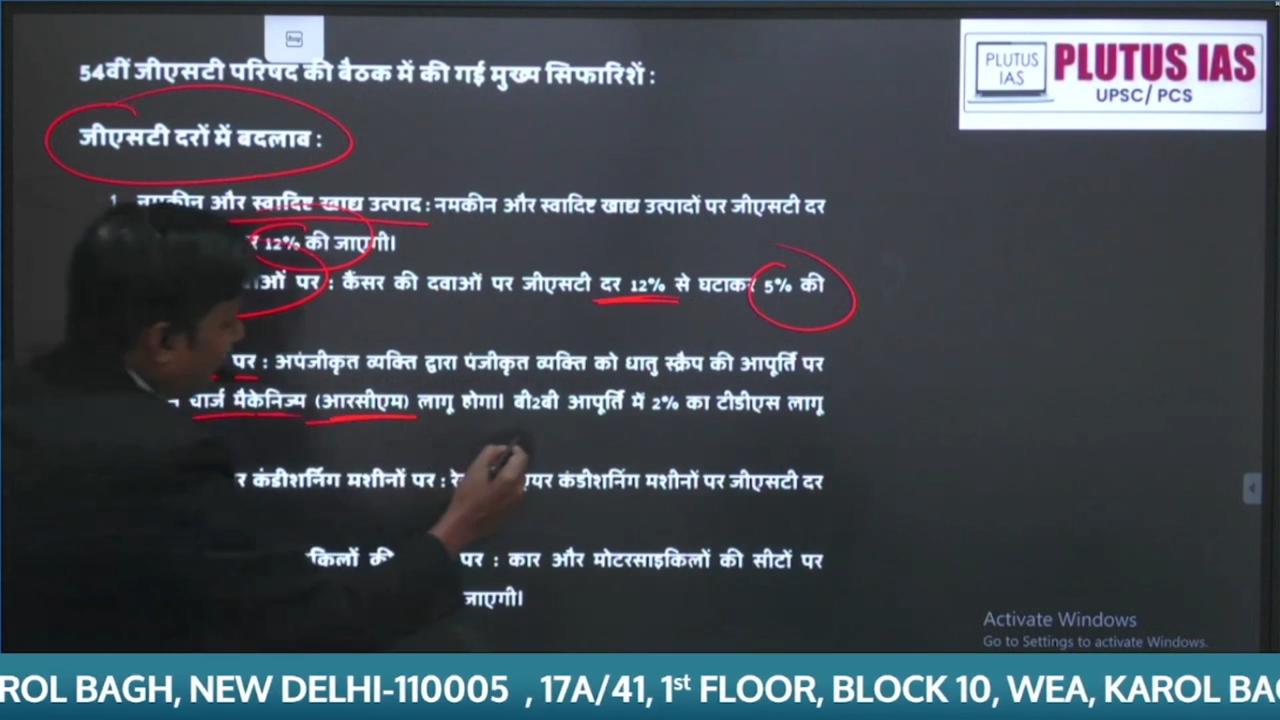 54वीं जीएसटी परिषद की बैठक में की गई मुख्य सिफारिशें :
PLUTUS IAS
PLUTUS IAS
UPSC/ PCS
जीएसटी दरों में बदलाव :
1. नमकीन और स्वादिष्ट खाद्य उत्पाद : नमकीन और स्वादिष्ट खाद्य उत्पादों पर जीएसटी दर
12% की जाएगी।
पर : कैंसर की दवाओं पर जीएसटी दर 12% से घटाकर 5% की
पर : अपंजीकृत व्यक्ति द्वारा पंजीकृत व्यक्ति को धातु स्क्रैप की आपूर्ति पर
चार्ज मैकेनिज्म (आरसीएम) लागू होगा। बी2बी आपूर्ति में 2% का टीडीएस लागू
कंडीशनिंग मशीनों पर : कंडीशनिंग मशीनों पर जीएसटी दर
पर : कार और मोटरसाइकिलों की सीटों पर
जाएगी।
Activate Windows
Go to Settings to activate Windows.
ROL BAGH, NEW DELHI-110005 , 17A/41, 1st FLOOR, BLOCK 10, WEA, KAROL BAG